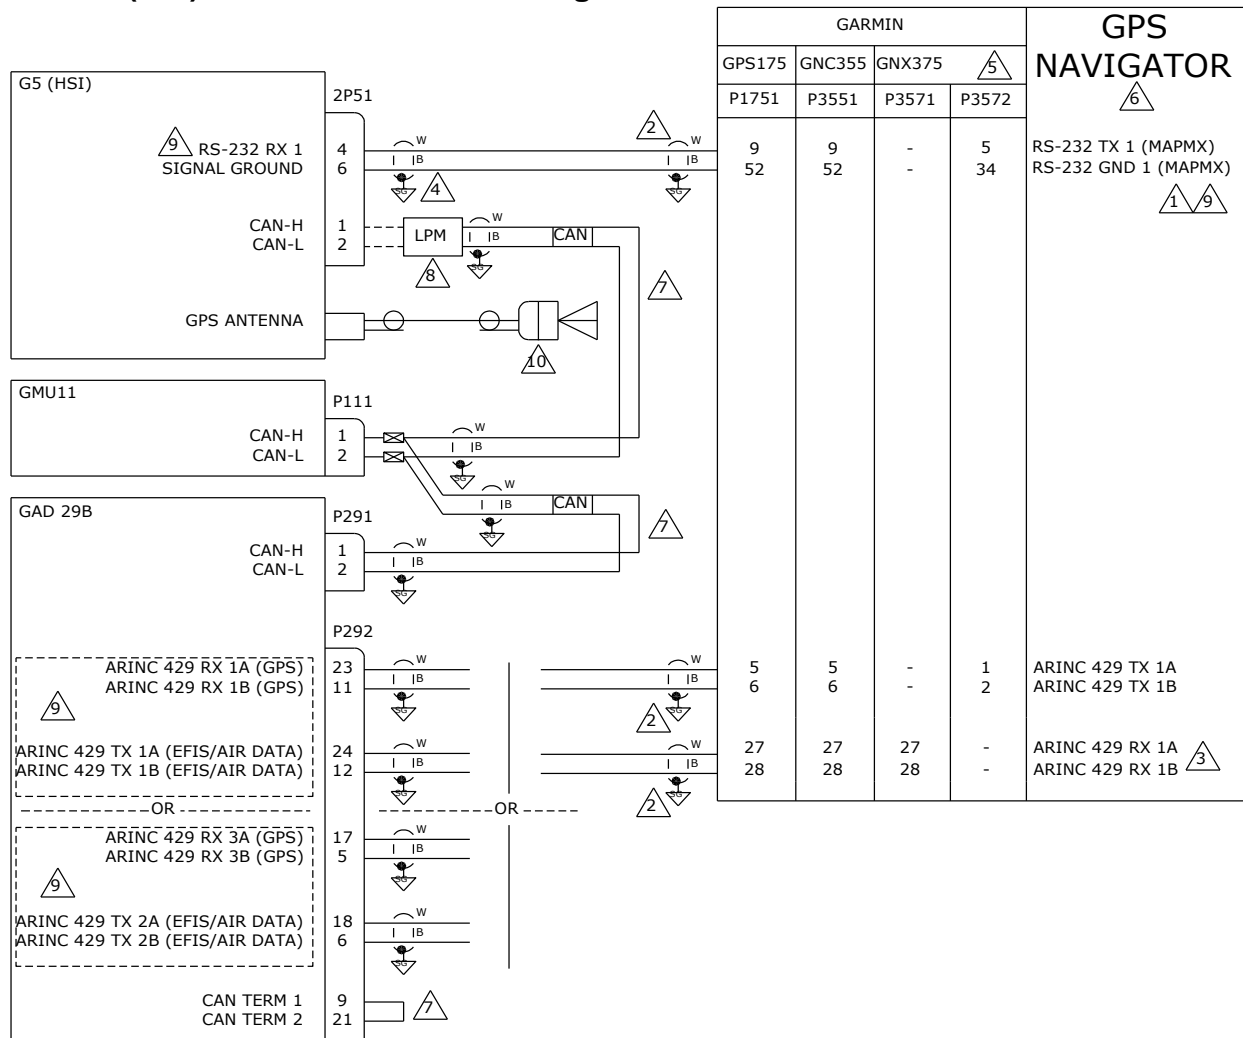 GARMIN
GPS
NAVIGATOR
6
GPS175 GNC355 GNX375 5
P1751 P3551 P3571 P3572
G5 (HSI)
2P51
9 RS-232 RX 1 4 W 2 W 9 9 - 5 RS-232 TX 1 (MAPMX)
SIGNAL GROUND 6 B B 52 52 - 34 RS-232 GND 1 (MAPMX)
SG 4 SG 1 9
CAN-H 1 LPM W CAN
CAN-L 2 B
8 SG 7
GPS ANTENNA
10
GMU11
P111
CAN-H 1 W
CAN-L 2 B
SG
W CAN
B
SG 7
GAD 29B
P291
CAN-H 1 W
CAN-L 2 B
SG
P292
ARINC 429 RX 1A (GPS) 23 W W 5 5 - 1 ARINC 429 TX 1A
ARINC 429 RX 1B (GPS) 11 B B 6 6 - 2 ARINC 429 TX 1B
9 SG 2 SG
ARINC 429 TX 1A (EFIS/AIR DATA) 24 W W 27 27 27 - ARINC 429 RX 1A 3
ARINC 429 TX 1B (EFIS/AIR DATA) 12 B B 28 28 28 - ARINC 429 RX 1B
SG 2 SG
OR OR
ARINC 429 RX 3A (GPS) 17 W
ARINC 429 RX 3B (GPS) 5 B
9 SG
ARINC 429 TX 2A (EFIS/AIR DATA) 18 W
ARINC 429 TX 2B (EFIS/AIR DATA) 6 B
SG
CAN TERM 1 9 7
CAN TERM 2 21